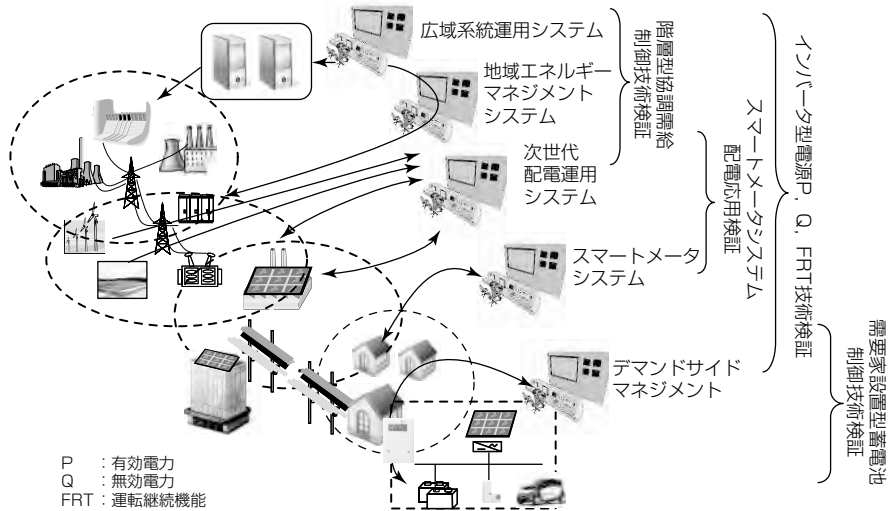 広域系統運用システム
地域エネルギー
マネジメント
システム
次世代
配電運用
システム
スマートメータ
システム
デマンドサイド
マネジメント
階層型協調需給
制御技術検証
スマートメータシステム
配電応用検証
インバータ型電源P，Q，FRT技術検証
需要家設置型蓄電池
制御技術検証
P ：有効電力
Q ：無効電力
FRT：運転継続機能